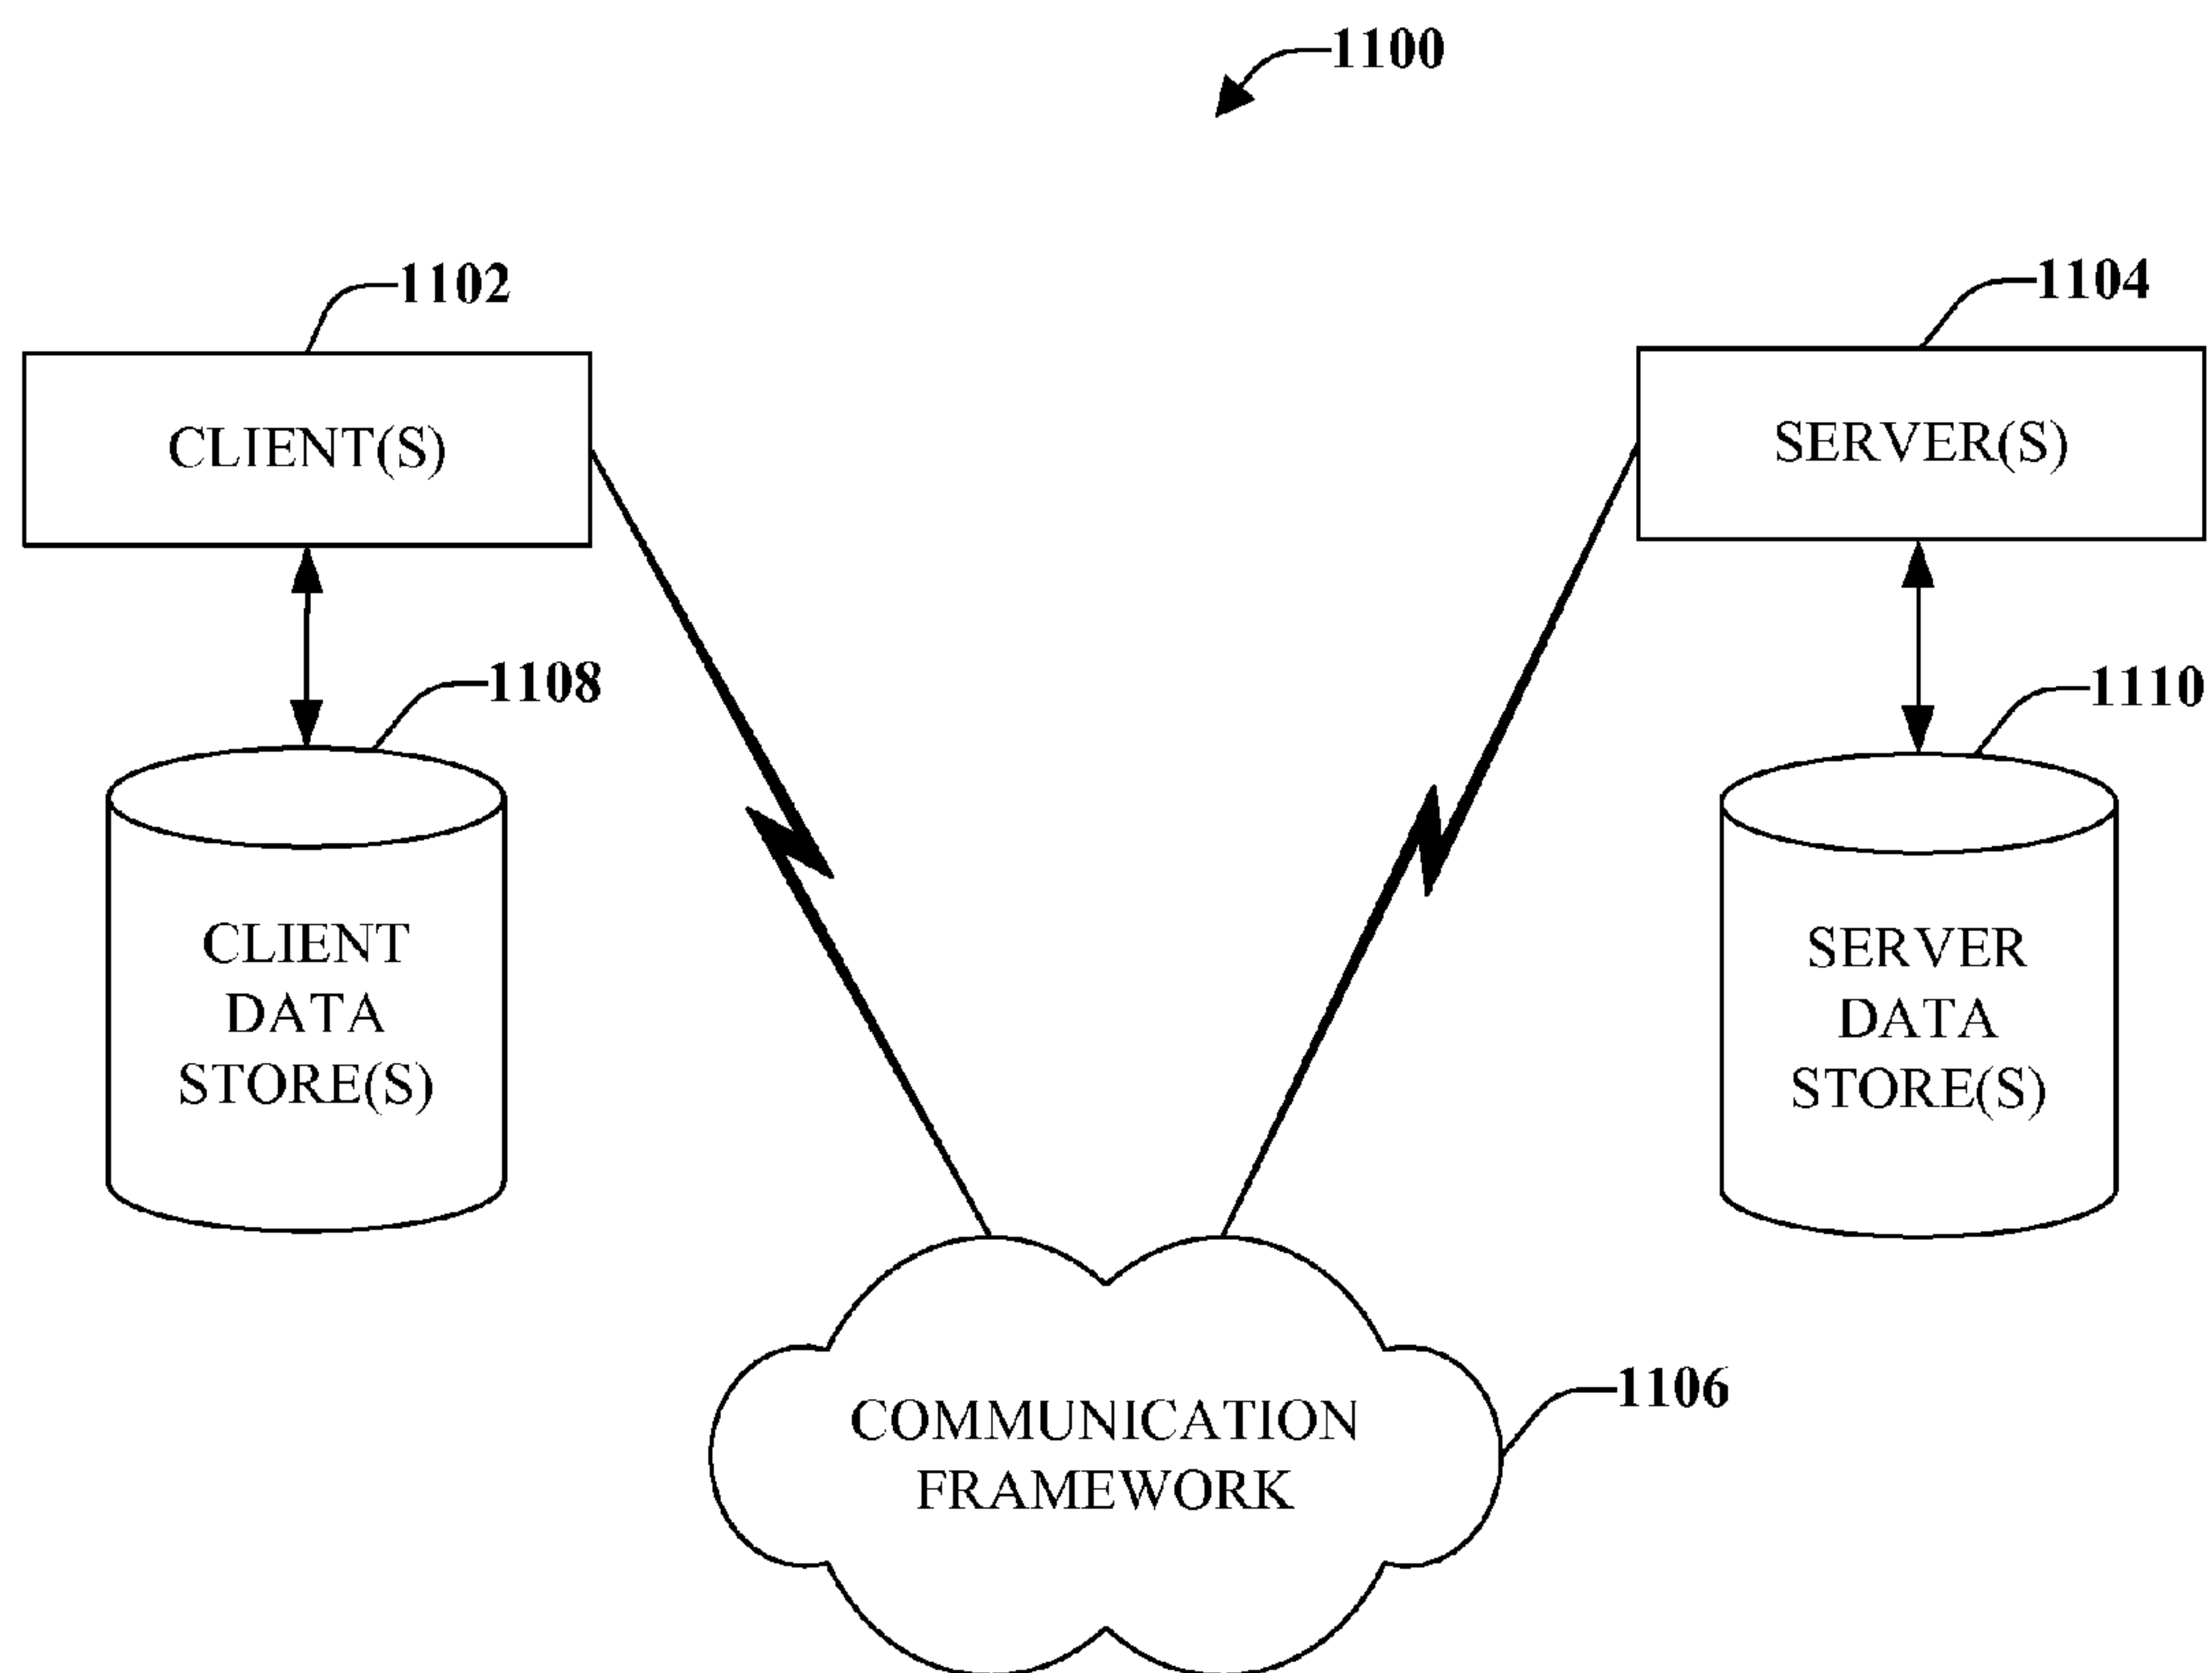 1100
1102
1104
CLIENT(S)
SERVER(S)
1108
1110
CLIENT
DATA
STORE(S)
SERVER
DATA
STORE(S)
1106
COMMUNICATION
FRAMEWORK